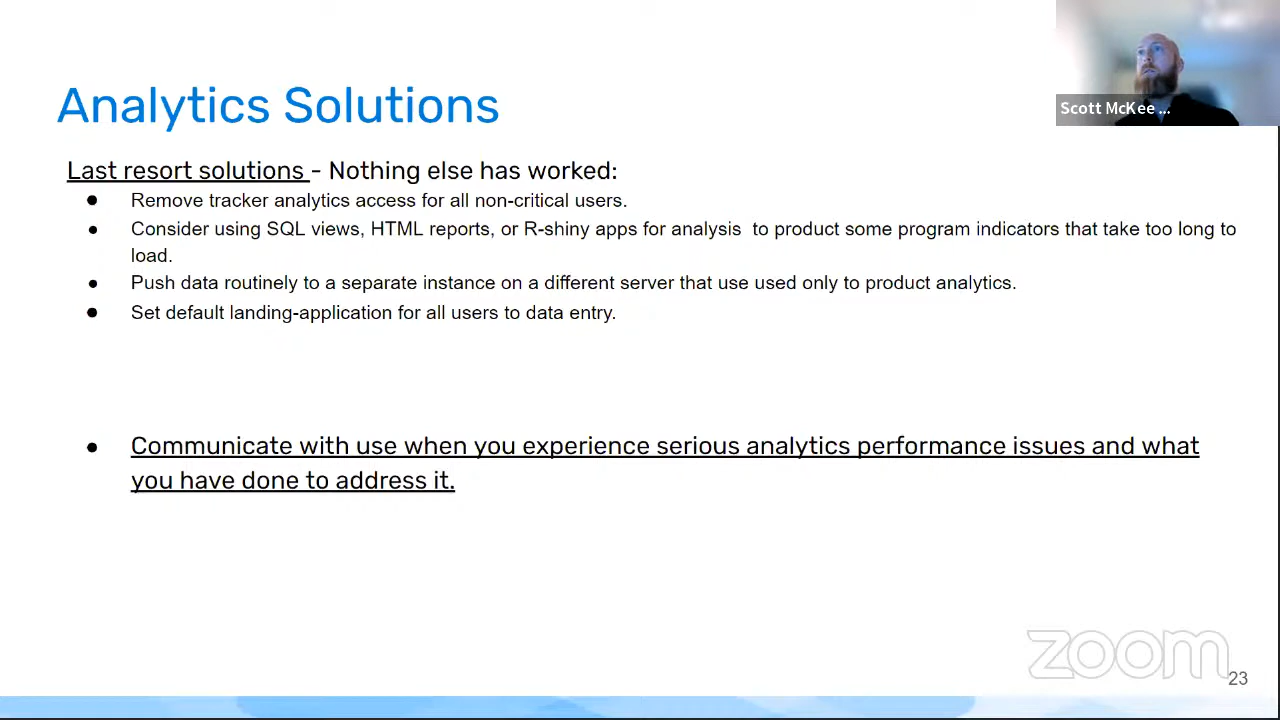 Scott McKee ...
Analytics Solutions
Last resort solutions - Nothing else has worked:
● Remove tracker analytics access for all non-critical users.
● Consider using SQL views, HTML reports, or R-shiny apps for analysis to product some program indicators that take too long to
load.
● Push data routinely to a separate instance on a different server that use used only to product analytics.
● Set default landing-application for all users to data entry.
● Communicate with use when you experience serious analytics performance issues and what
you have done to address it.
zoom
23